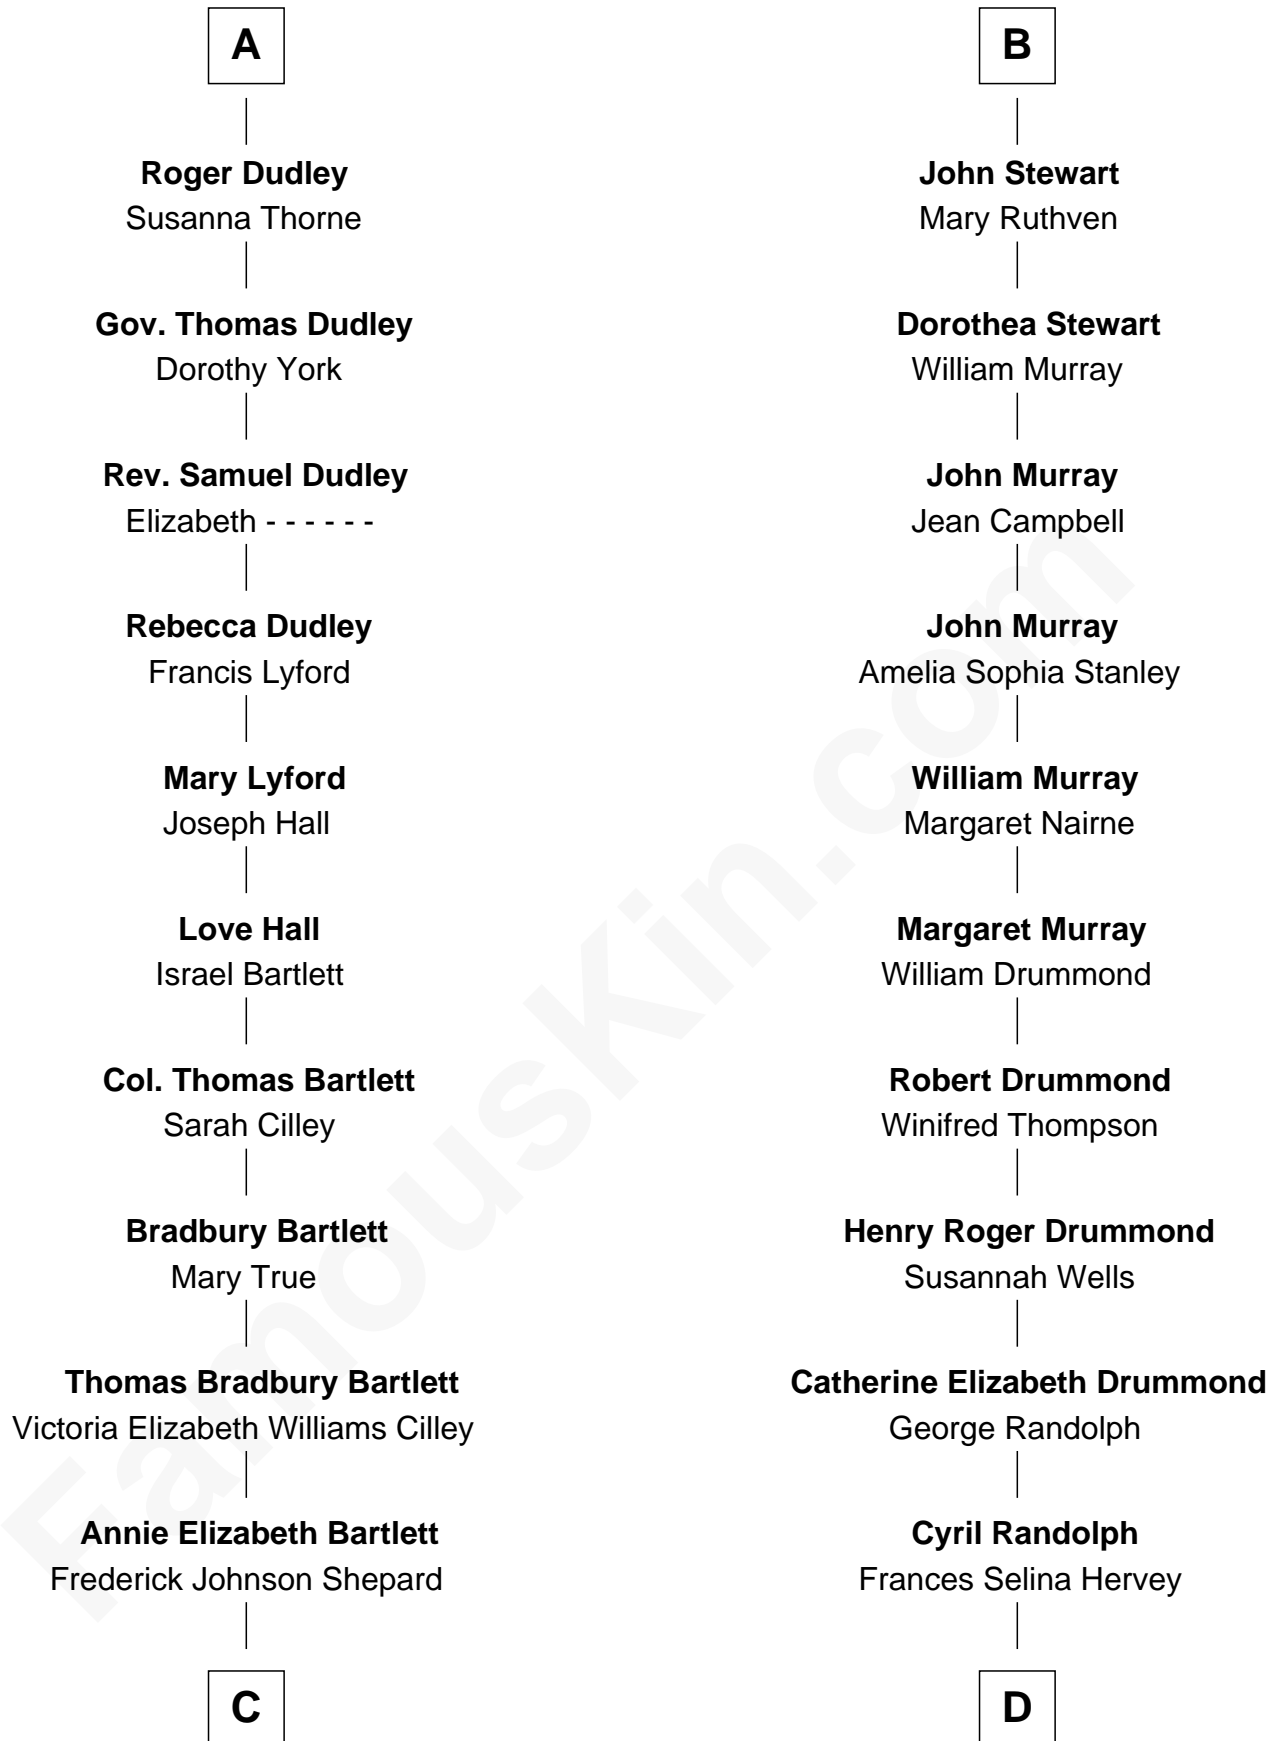 A
Roger Dudley
Susanna Thorne
Gov. Thomas Dudley
Dorothy York
Rev. Samuel Dudley
Elizabeth - - - - - -
Rebecca Dudley
Francis Lyford
Mary Lyford
Joseph Hall
Love Hall
Israel Bartlett
Col. Thomas Bartlett
Sarah Cilley
Bradbury Bartlett
Mary True
Thomas Bradbury Bartlett
Victoria Elizabeth Williams Cilley
Annie Elizabeth Bartlett
Frederick Johnson Shepard
C
B
John Stewart
Mary Ruthven
Dorothea Stewart
William Murray
John Murray
Jean Campbell
John Murray
Amelia Sophia Stanley
William Murray
Margaret Nairne
Margaret Murray
William Drummond
Robert Drummond
Winifred Thompson
Henry Roger Drummond
Susannah Wells
Catherine Elizabeth Drummond
George Randolph
Cyril Randolph
Frances Selina Hervey
D
FamousKin.com